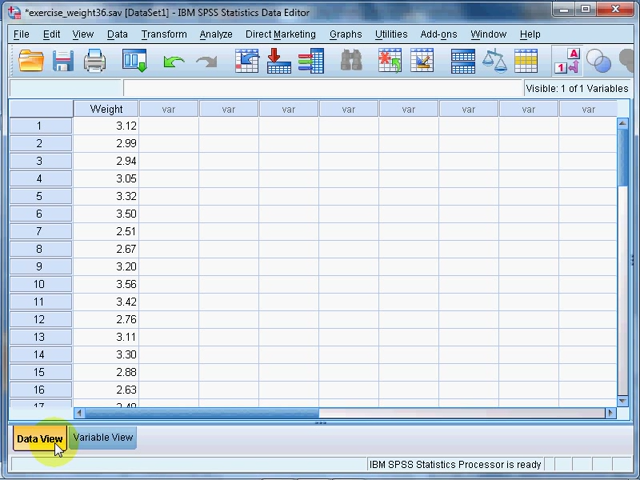 *exercise_weight36.sav [DataSet1] - IBM SPSS Statistics Data Editor
File Edit View Data Transform Analyze Direct Marketing Graphs Utilities Add-ons Window Help
Visible: 1 of 1 Variables
Weight var var var var var var var var
1 3.12
2 2.99
3 2.94
4 3.05
5 3.32
6 3.50
7 2.51
8 2.67
9 3.20
10 3.56
11 3.42
12 2.76
13 3.11
14 3.30
15 2.88
16 2.63
17
Data View Variable View
IBM SPSS Statistics Processor is ready